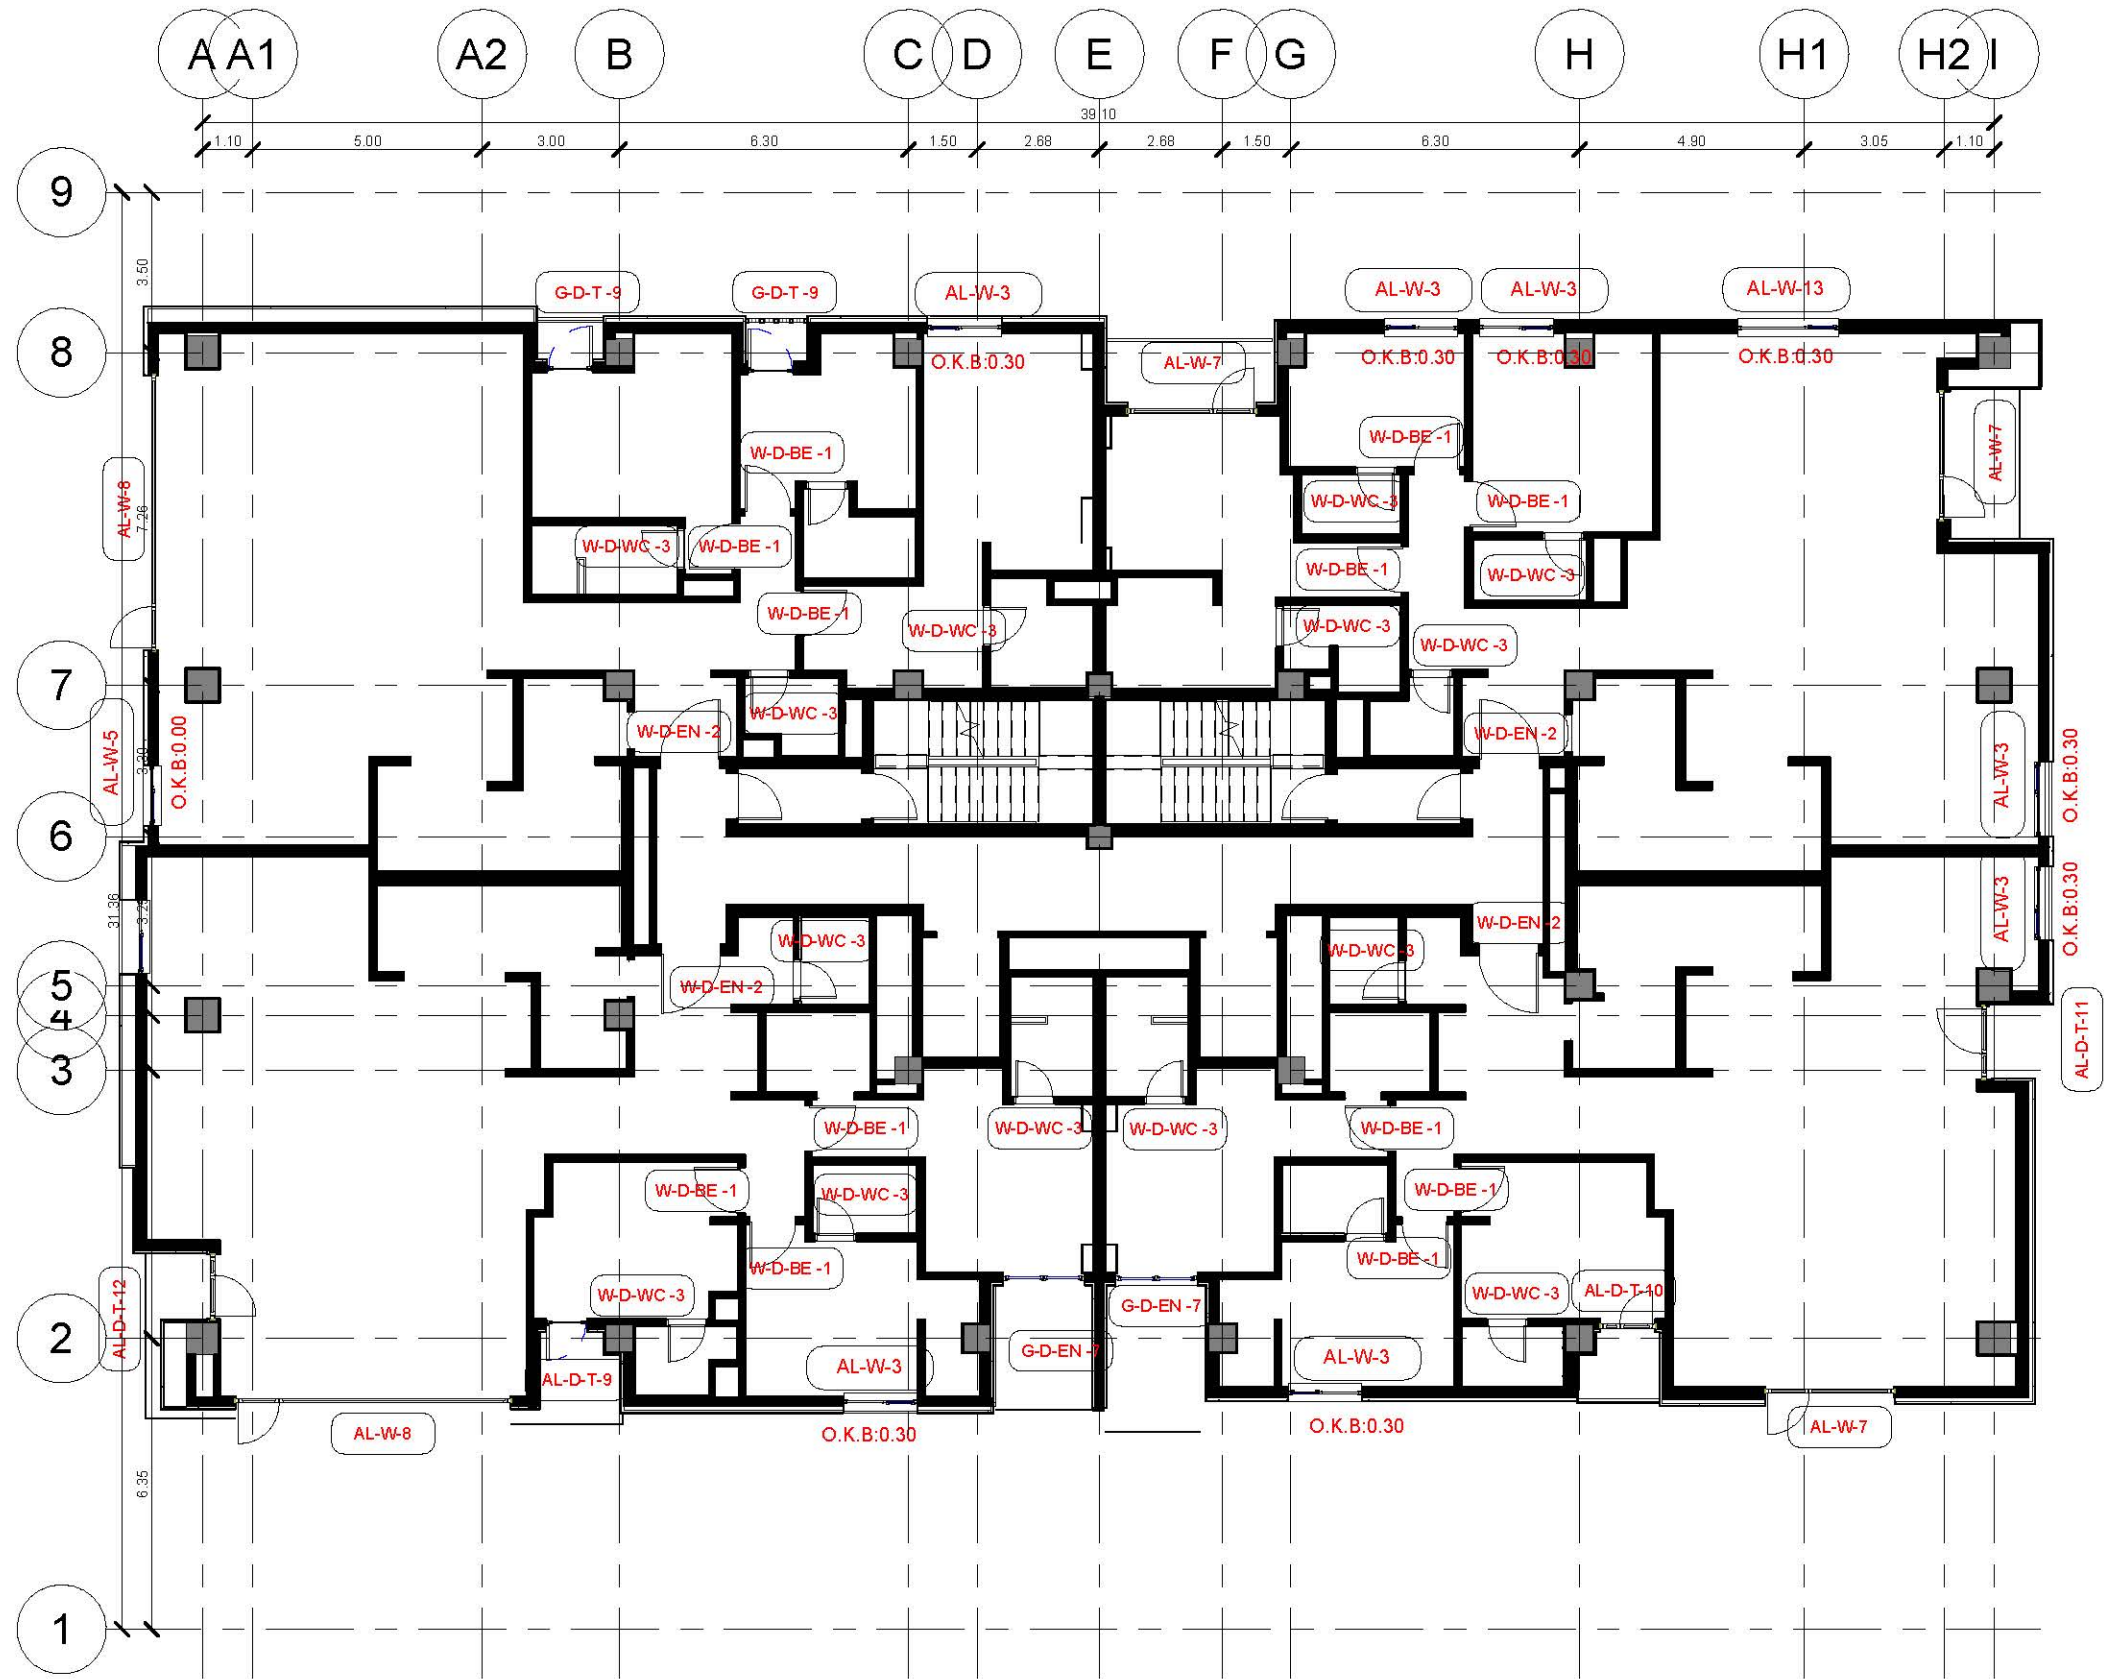 A A1 A2 B C D E F G H H1 H2 I
39.10
1.10 5.00 3.00 6.30 1.50 2.68 2.68 1.50 6.30 4.90 3.05 1.10
9
3.50
G-D-T -9 G-D-T -9 AL-W-3 AL-W-3 AL-W-3 AL-W-13
8
O.K.B:0.30 AL-W-7 O.K.B:0.30 O.K.B:0.30 O.K.B:0.30
W-D-BE -1 W-D-BE -1 AL-W-7
AL-W-8 7.26
W-D-WC -3 W-D-BE -1 W-D-WC -3 W-D-BE -1
W-D-BE -1 W-D-WC -3
W-D-BE -1 W-D-WC -3 W-D-WC -3 W-D-WC -3
7
W-D-EN -2 W-D-WC -3 W-D-EN -2
AL-W-5 O.K.B:0.00 AL-W-3 O.K.B:0.30
6
31.36
W-D-WC -3 W-D-WC -3 W-D-EN -2 AL-W-3 O.K.B:0.30
5
W-D-EN -2
4
3
AL-D-T-11
W-D-BE -1 W-D-WC -3 W-D-WC -3 W-D-BE -1
W-D-BE -1 W-D-WC -3 W-D-BE -1
W-D-BE -1 W-D-BE -1
W-D-WC -3 G-D-EN -7 W-D-WC -3 AL-D-T-10
AL-D-T-12
2
G-D-EN -7
AL-D-T-9 AL-W-3 AL-W-3
AL-W-8 O.K.B:0.30 O.K.B:0.30 AL-W-7
6.35
1